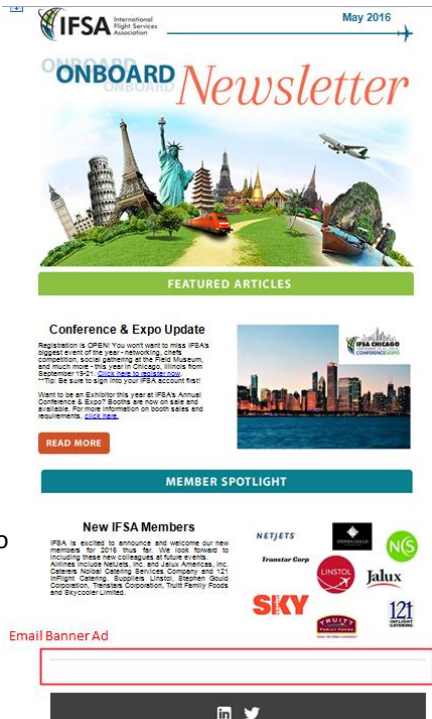 IFSA International
Flight Services
Association
May 2016
ONBOARD Newsletter
FEATURED ARTICLES
Conference & Expo Update
Registration is OPEN! You won't want to miss IFSA's
biggest event of the year - networking, chefs
competition, social gathering at the Field Museum,
and much more - this year in Chicago, Illinois from
September 19-21. Click here to register now.
**Tip: Be sure to sign into your IFSA account first!
Want to be an Exhibitor this year at IFSA's Annual
Conference & Expo? Booths are now on sale and
available. For more information on booth sales and
requirements, click here.
IFSA CHICAGO
CONFERENCE&EXPO
READ MORE
MEMBER SPOTLIGHT
New IFSA Members
IFSA is excited to announce and welcome our new
members for 2016 thus far. We look forward to
including these new colleagues at future events.
Airlines include NetJets, Inc. and Jalux Americas, Inc.
Caterers Noibal Catering Services Company and 121
InFlight Catering. Suppliers Linstol, Stephen Gould
Corporation, Transtars Corporation, Truitt Family Foods
and Skycooler Limited.
NETJETS
STEPHEN GOULD
NCS
Transtar Corp
LINSTOL
Jalux
SKY
TRUITT
FAMILY FOODS
121
INFLIGHT
CATERING
o
Email Banner Ad
in